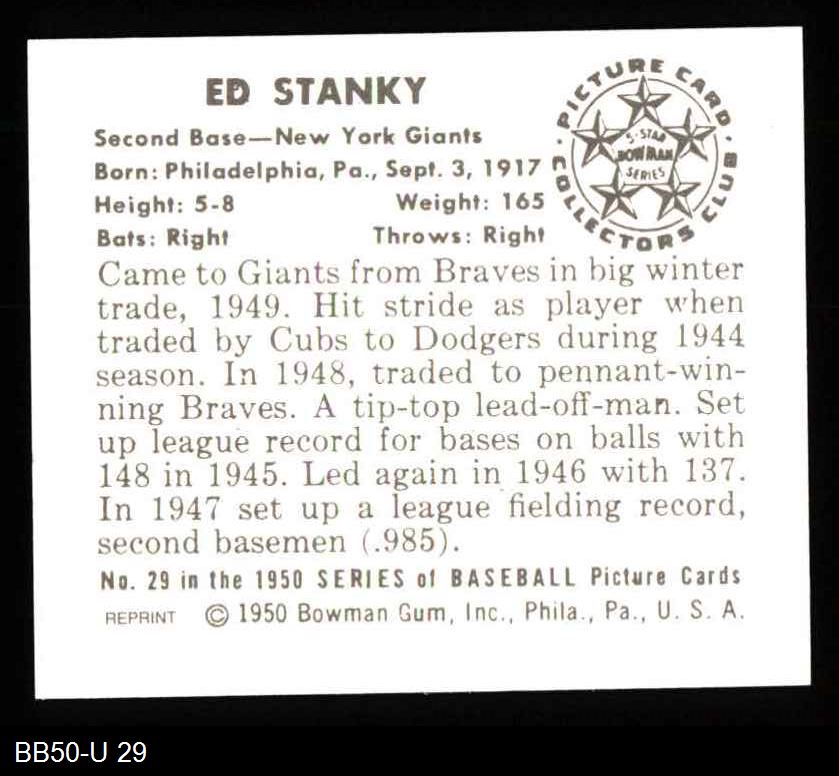 ED STANKY
Second Base—New York Giants
Born: Philadelphia, Pa., Sept. 3, 1917
Height: 5-8 Weight: 165
Bats: Right Throws: Right
PICTURE CARD
COLLECTORS CLUB
5-STAR
BOWMAN
SERIES
Came to Giants from Braves in big winter
trade, 1949. Hit stride as player when
traded by Cubs to Dodgers during 1944
season. In 1948, traded to pennant-win-
ning Braves. A tip-top lead-off-man. Set
up league record for bases on balls with
148 in 1945. Led again in 1946 with 137.
In 1947 set up a league fielding record,
second basemen (.985).
No. 29 in the 1950 SERIES of BASEBALL Picture Cards
REPRINT © 1950 Bowman Gum, Inc., Phila., Pa., U. S. A.
BB50-U 29